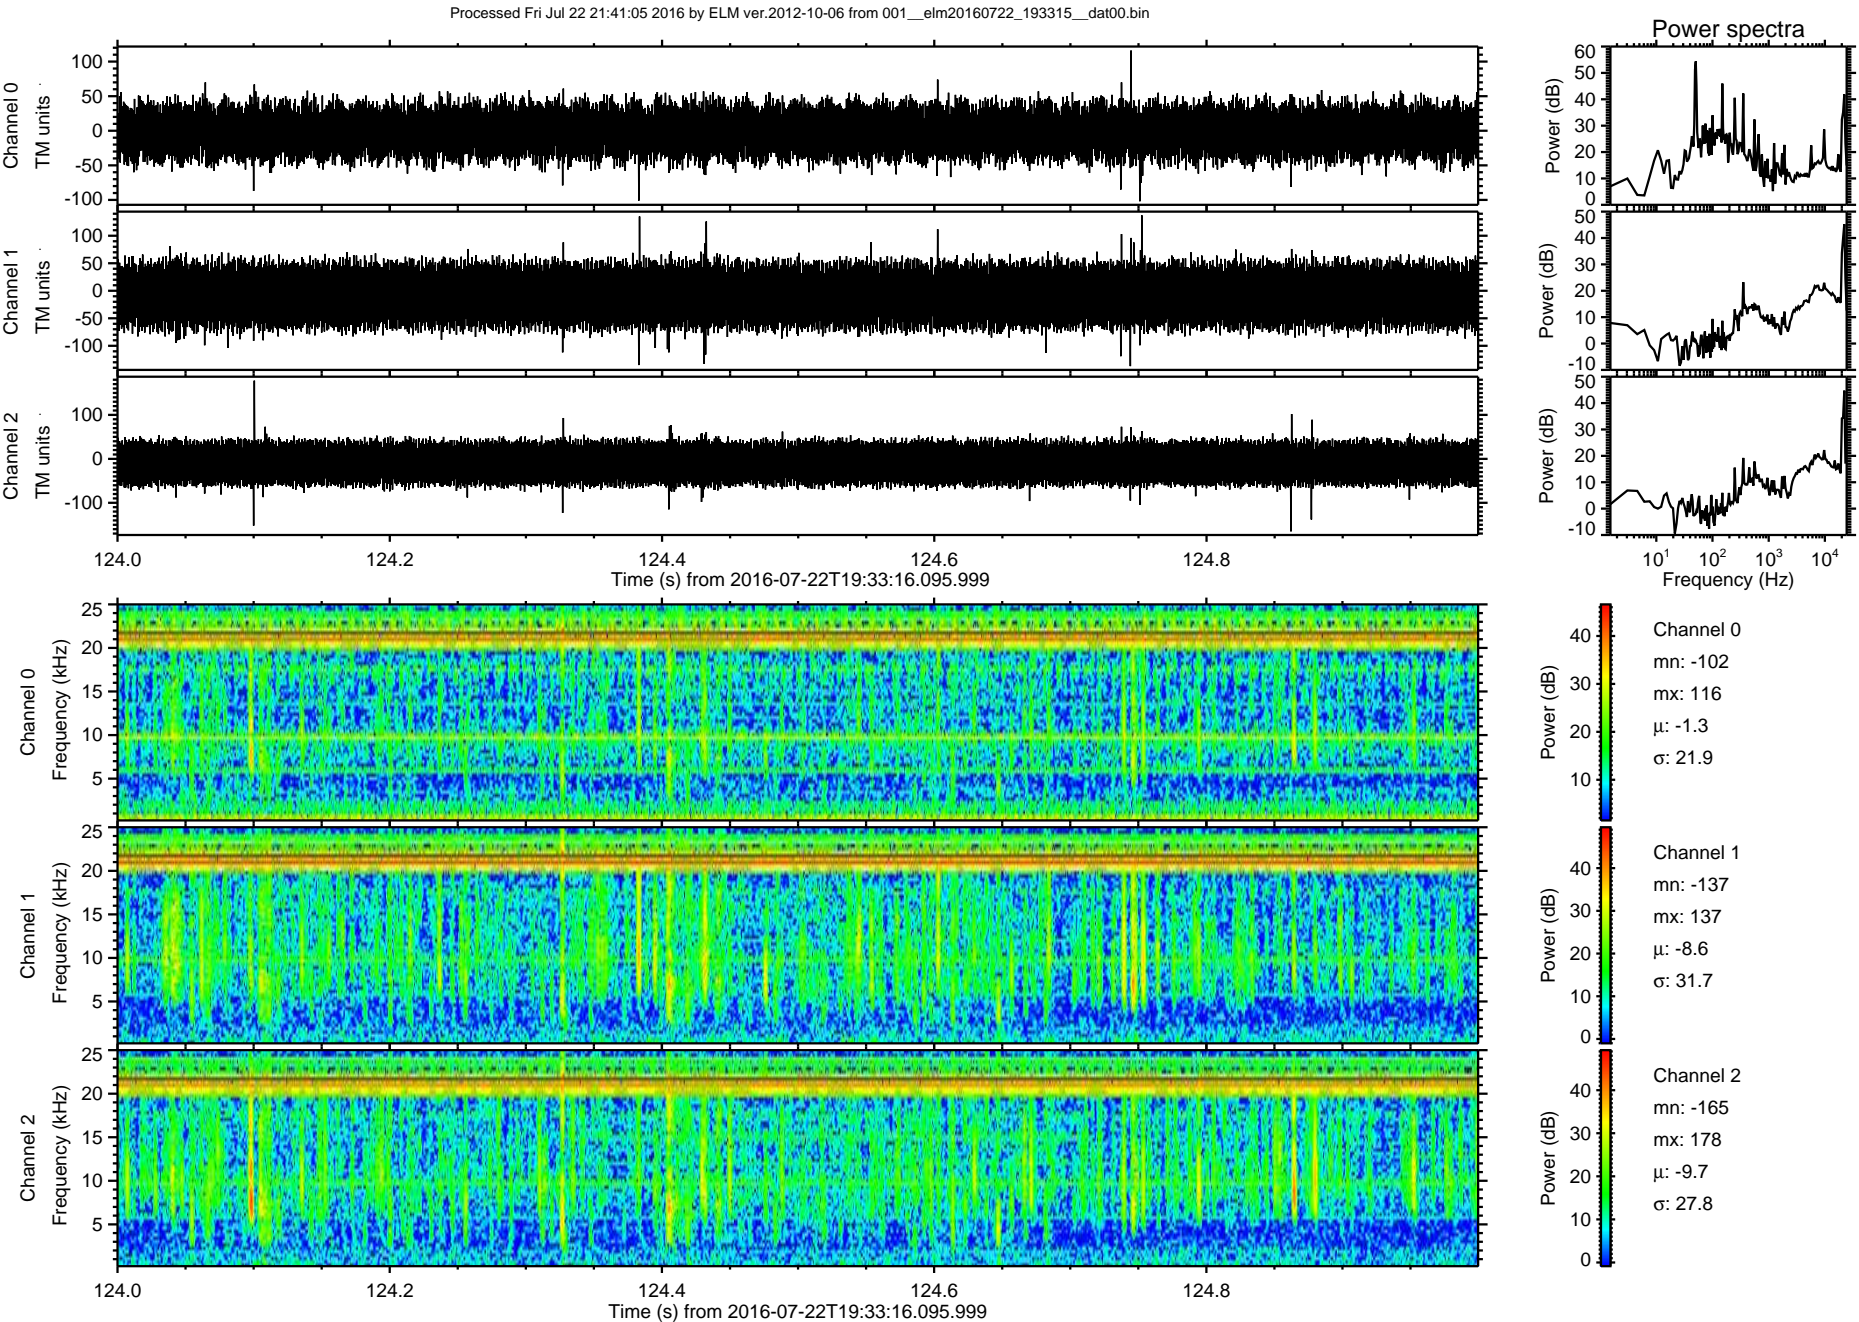 Processed Fri Jul 22 21:41:05 2016 by ELM ver.2012-10-06 from 001__elm20160722_193315__dat00.bin
Power spectra
Channel 0
TM units
100
50
0
-50
-100
Power (dB)
60
50
40
30
20
10
0
Channel 1
TM units
100
50
0
-50
-100
Power (dB)
50
40
30
20
10
0
-10
Channel 2
TM units
100
0
-100
Power (dB)
50
40
30
20
10
0
-10
124.0 124.2 124.4 124.6 124.8
Time (s) from 2016-07-22T19:33:16.095.999
10¹ 10² 10³ 10⁴
Frequency (Hz)
Channel 0
Frequency (kHz)
25
20
15
10
5
Power (dB)
40
30
20
10
Channel 0
mn: -102
mx: 116
μ: -1.3
σ: 21.9
Channel 1
Frequency (kHz)
25
20
15
10
5
Power (dB)
40
30
20
10
0
Channel 1
mn: -137
mx: 137
μ: -8.6
σ: 31.7
Channel 2
Frequency (kHz)
25
20
15
10
5
Power (dB)
40
30
20
10
0
Channel 2
mn: -165
mx: 178
μ: -9.7
σ: 27.8
124.0 124.2 124.4 124.6 124.8
Time (s) from 2016-07-22T19:33:16.095.999